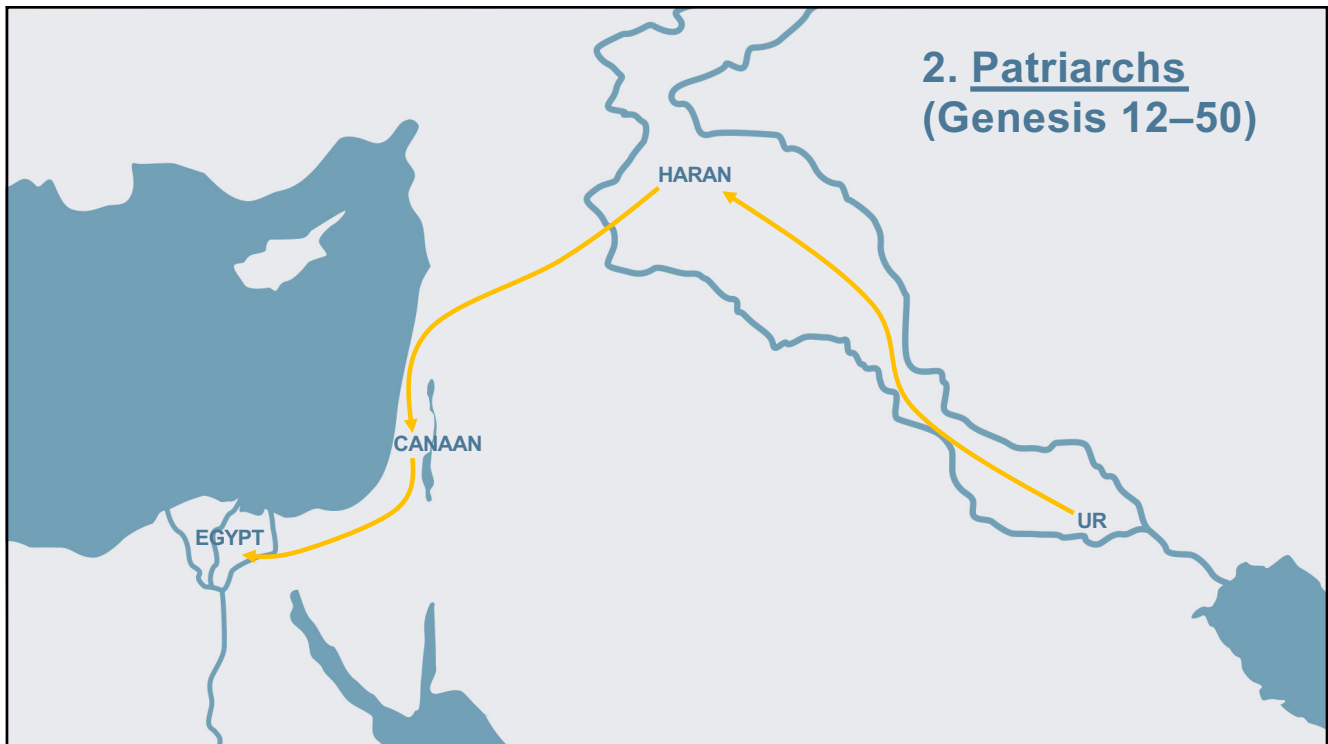 2. Patriarchs
(Genesis 12–50)
HARAN
CANAAN
EGYPT
UR